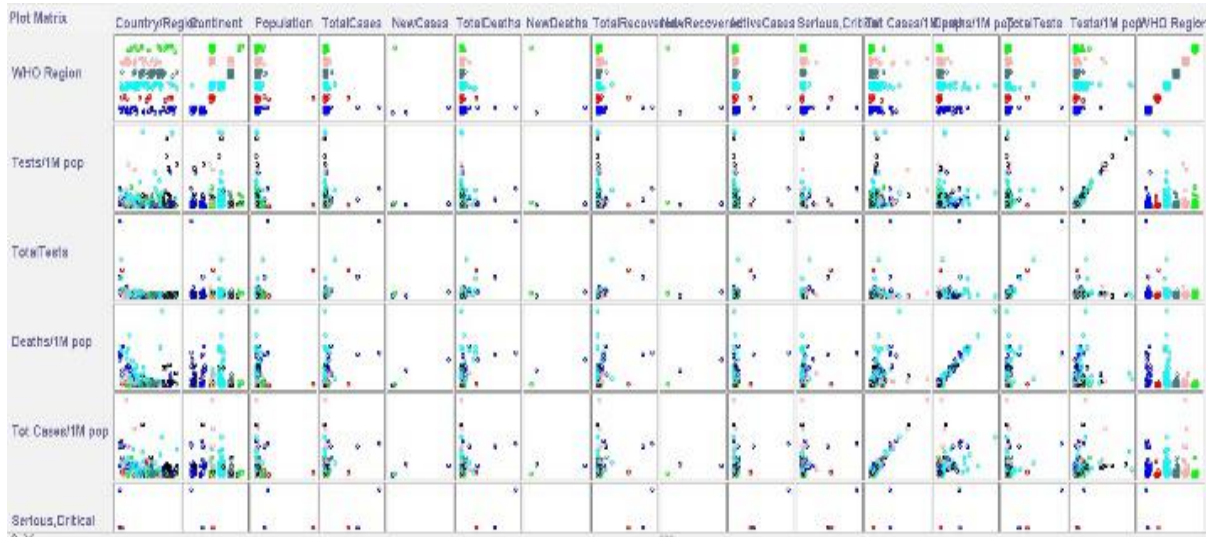 Plot Matrix
Country/Region Continent Population TotalCases NewCases TotalDeaths NewDeaths TotalRecovered NewRecovered ActiveCases Serious,Critical Tot Cases/1M pop Deaths/1M pop TotalTests Tests/1M pop WHO Region
WHO Region
Tests/1M pop
TotalTests
Deaths/1M pop
Tot Cases/1M pop
Serious,Critical